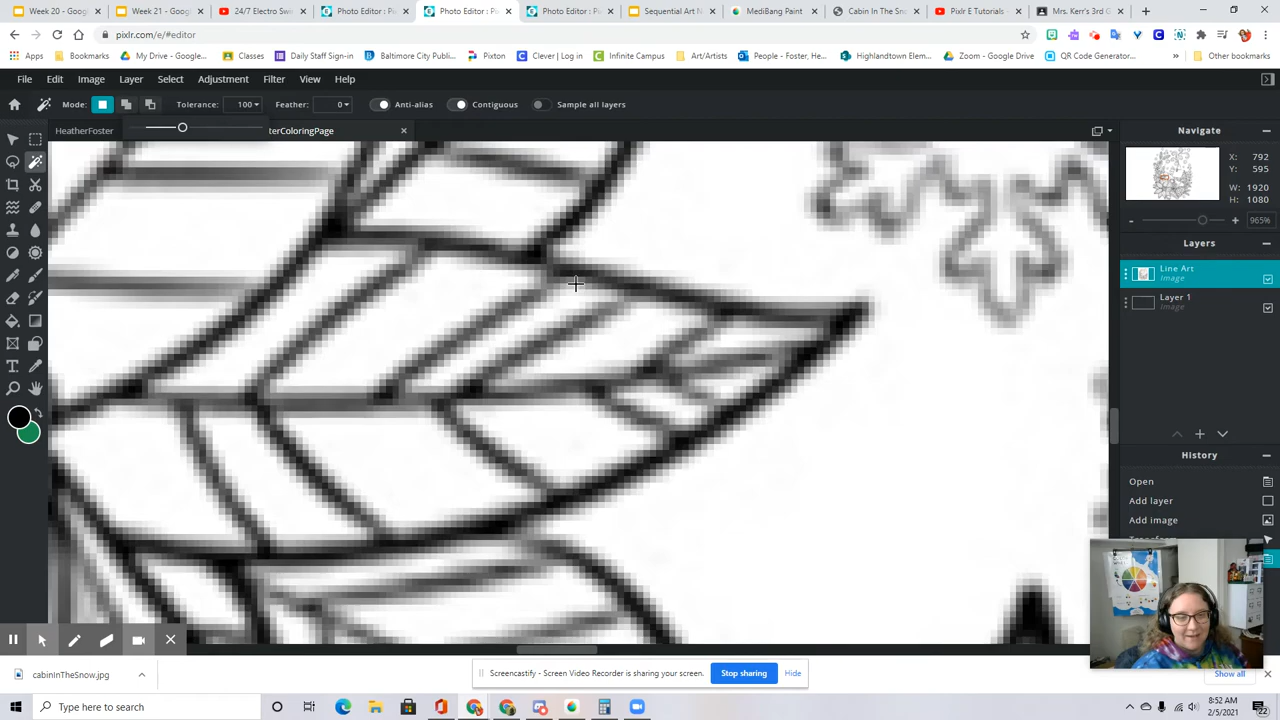 Week 20 - Google
Week 21 - Google
24/7 Electro Swi
Photo Editor : Pi
Photo Editor : Pi
Photo Editor : Pi
Sequential Art N
MediBang Paint
Cabin In The Sno
Pixlr E Tutorials
Mrs. Kerr's 3rd G
pixlr.com/e/#editor
Apps
Bookmarks
My Drive - Google...
Classes
Daily Staff Sign-in
Baltimore City Publi...
Pixton
Clever | Log in
Infinite Campus
Art/Artists
People - Foster, He...
Highlandtown Elem...
Zoom - Google Drive
QR Code Generator...
Other bookmarks
File Edit Image Layer Select Adjustment Filter View Help
Mode: Tolerance: 100 Feather: 0 Anti-alias Contiguous Sample all layers
HeatherFoster
terColoringPage
Navigate
X: 792
Y: 595
W: 1920
H: 1080
965%
Layers
Line Art
Image
Layer 1
Image
History
Open
Add layer
Add image
cabinInTheSnow.jpg
Screencastify - Screen Video Recorder is sharing your screen.
Stop sharing
Hide
Show all
Type here to search
8:52 AM
2/5/2021
22